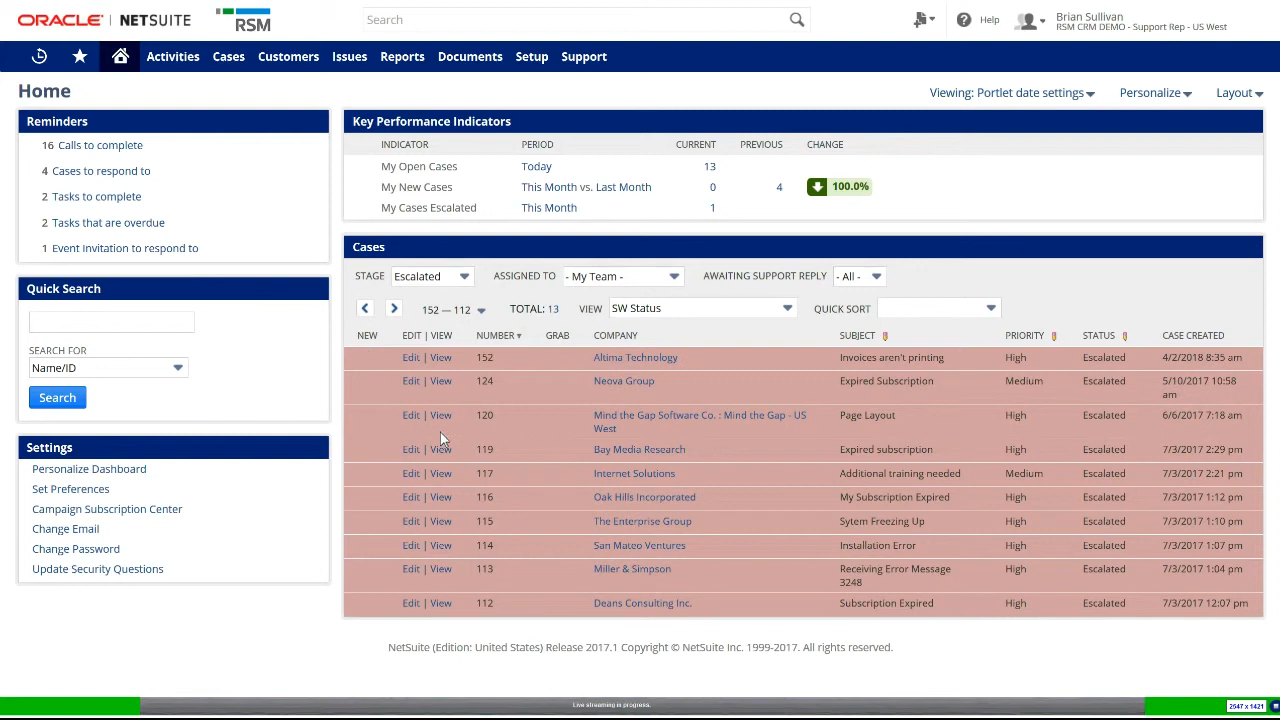 ORACLE | NETSUITE RSM Search Help Brian Sullivan
RSM CRM DEMO - Support Rep - US West
Activities Cases Customers Issues Reports Documents Setup Support
Home Viewing: Portlet date settings Personalize Layout
Reminders
16 Calls to complete
4 Cases to respond to
2 Tasks to complete
2 Tasks that are overdue
1 Event Invitation to respond to
Quick Search
SEARCH FOR
Name/ID
Search
Settings
Personalize Dashboard
Set Preferences
Campaign Subscription Center
Change Email
Change Password
Update Security Questions
Key Performance Indicators
INDICATOR PERIOD CURRENT PREVIOUS CHANGE
My Open Cases Today 13
My New Cases This Month vs. Last Month 0 4 100.0%
My Cases Escalated This Month 1
Cases
STAGE Escalated ASSIGNED TO - My Team - AWAITING SUPPORT REPLY - All -
152 — 112 TOTAL: 13 VIEW SW Status QUICK SORT
NEW EDIT | VIEW NUMBER GRAB COMPANY SUBJECT PRIORITY STATUS CASE CREATED
Edit | View 152 Altima Technology Invoices aren't printing High Escalated 4/2/2018 8:35 am
Edit | View 124 Neova Group Expired Subscription Medium Escalated 5/10/2017 10:58
am
Edit | View 120 Mind the Gap Software Co. : Mind the Gap - US Page Layout High Escalated 6/6/2017 7:18 am
West
Edit | View 119 Bay Media Research Expired subscription High Escalated 7/3/2017 2:29 pm
Edit | View 117 Internet Solutions Additional training needed Medium Escalated 7/3/2017 2:21 pm
Edit | View 116 Oak Hills Incorporated My Subscription Expired High Escalated 7/3/2017 1:12 pm
Edit | View 115 The Enterprise Group Sytem Freezing Up High Escalated 7/3/2017 1:10 pm
Edit | View 114 San Mateo Ventures Installation Error High Escalated 7/3/2017 1:07 pm
Edit | View 113 Miller & Simpson Receiving Error Message High Escalated 7/3/2017 1:04 pm
3248
Edit | View 112 Deans Consulting Inc. Subscription Expired High Escalated 7/3/2017 12:07 pm
NetSuite (Edition: United States) Release 2017.1 Copyright © NetSuite Inc. 1999-2017. All rights reserved.
Live streaming in progress. 2547 x 1421